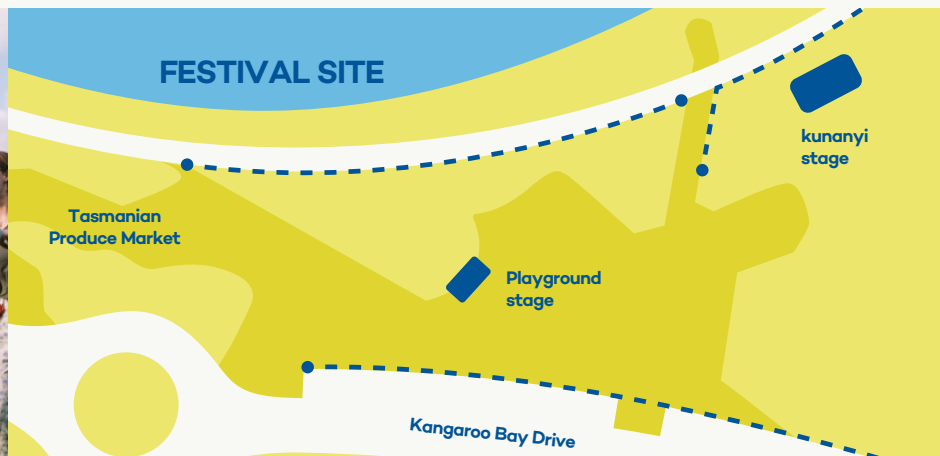 FESTIVAL SITE
kunanyi
stage
Tasmanian
Produce Market
Playground
stage
Kangaroo Bay Drive